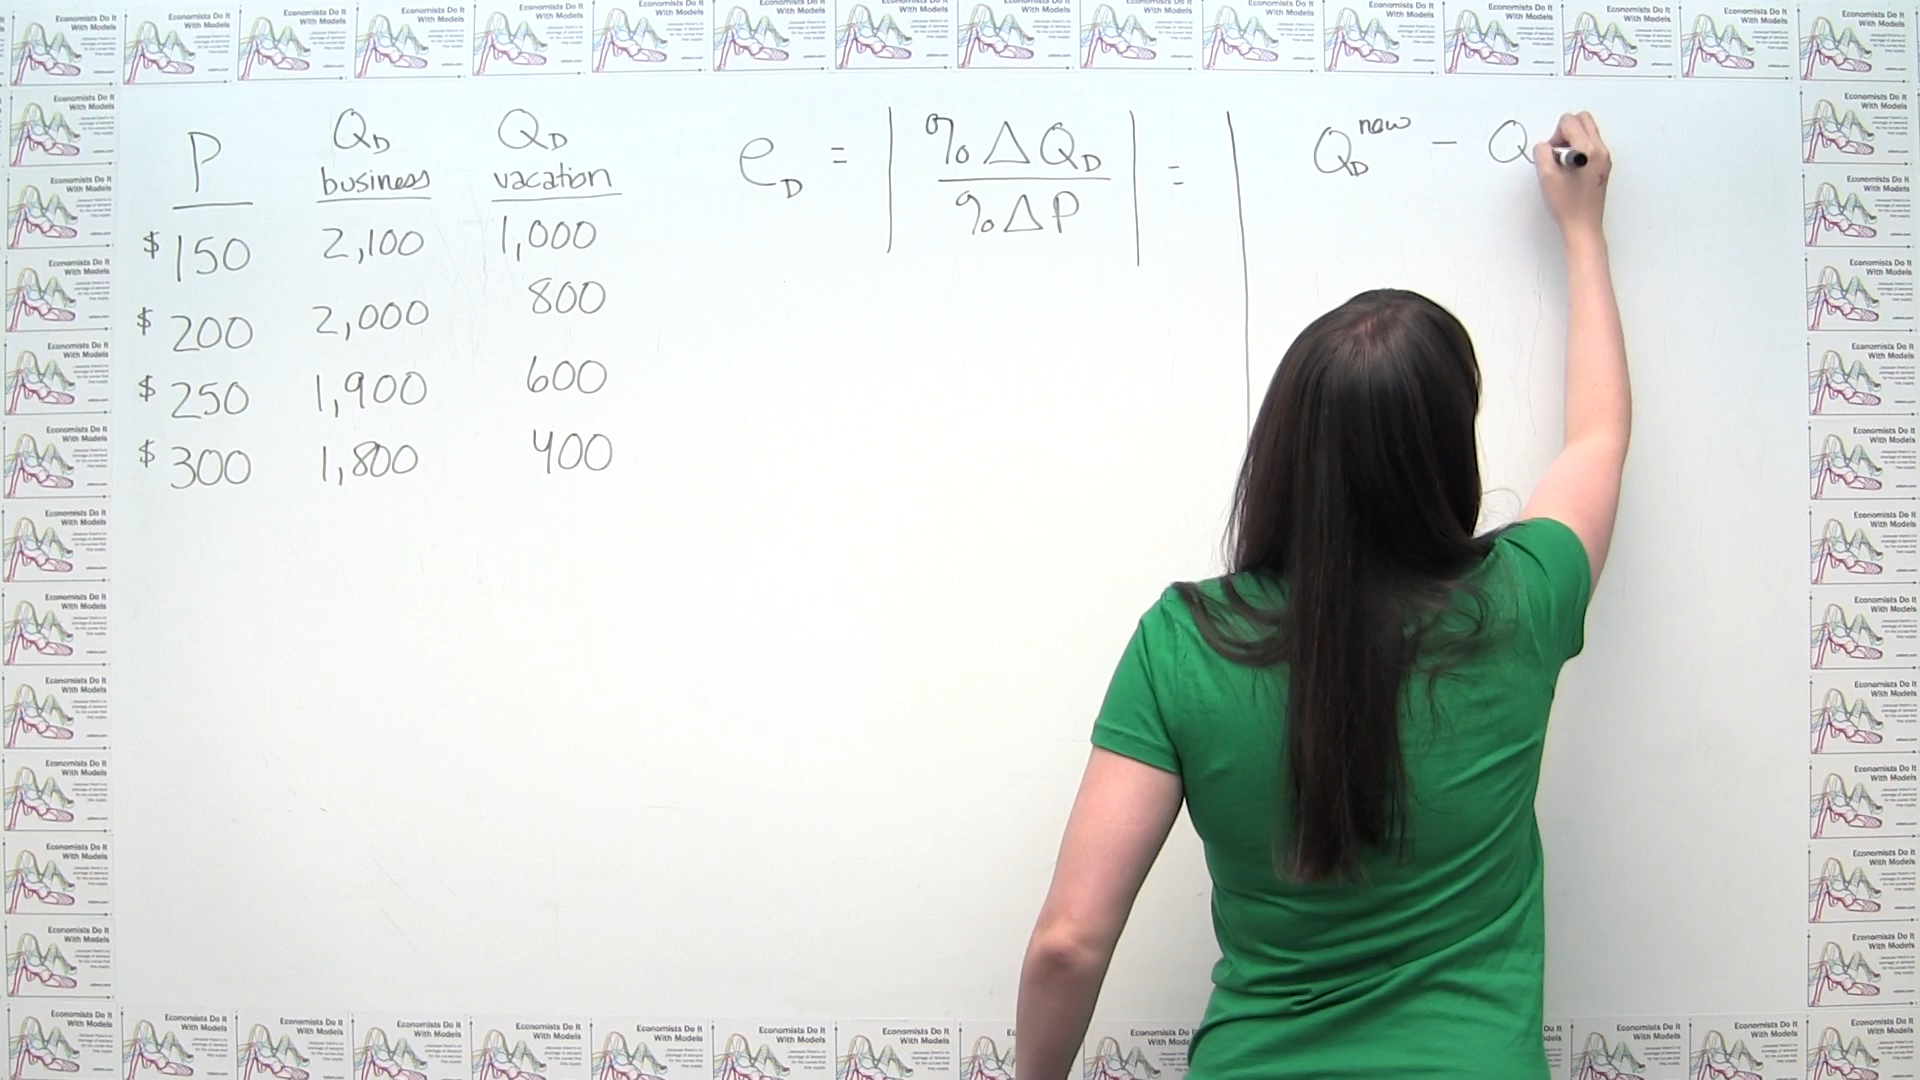 Economists Do It
With Models
P
Q_D
business
Q_D
vacation
$ 150 2,100 1,000
$ 200 2,000 800
$ 250 1,900 600
$ 300 1,800 400
e_D = | %ΔQ_D / %ΔP | = | Q_D^new − Q